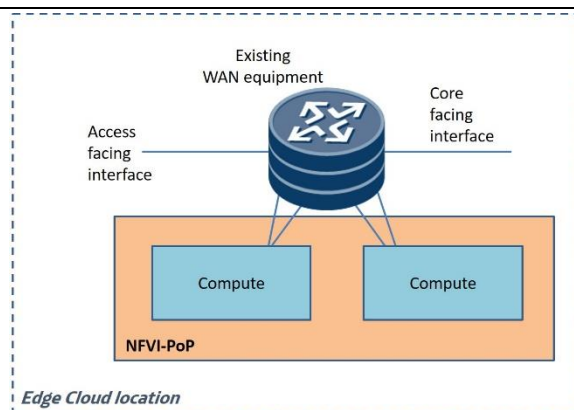 Existing
WAN equipment
Access
facing
interface
Core
facing
interface
Compute
Compute
NFVI-PoP
Edge Cloud location